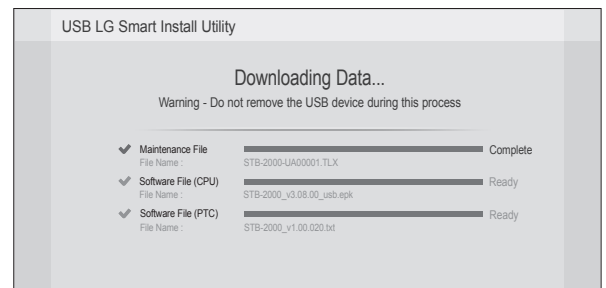 USB LG Smart Install Utility
Downloading Data...
Warning - Do not remove the USB device during this process
Maintenance File Complete
File Name : STB-2000-UA00001.TLX
Software File (CPU) Ready
File Name : STB-2000_v3.08.00_usb.epk
Software File (PTC) Ready
File Name : STB-2000_v1.00.020.txt